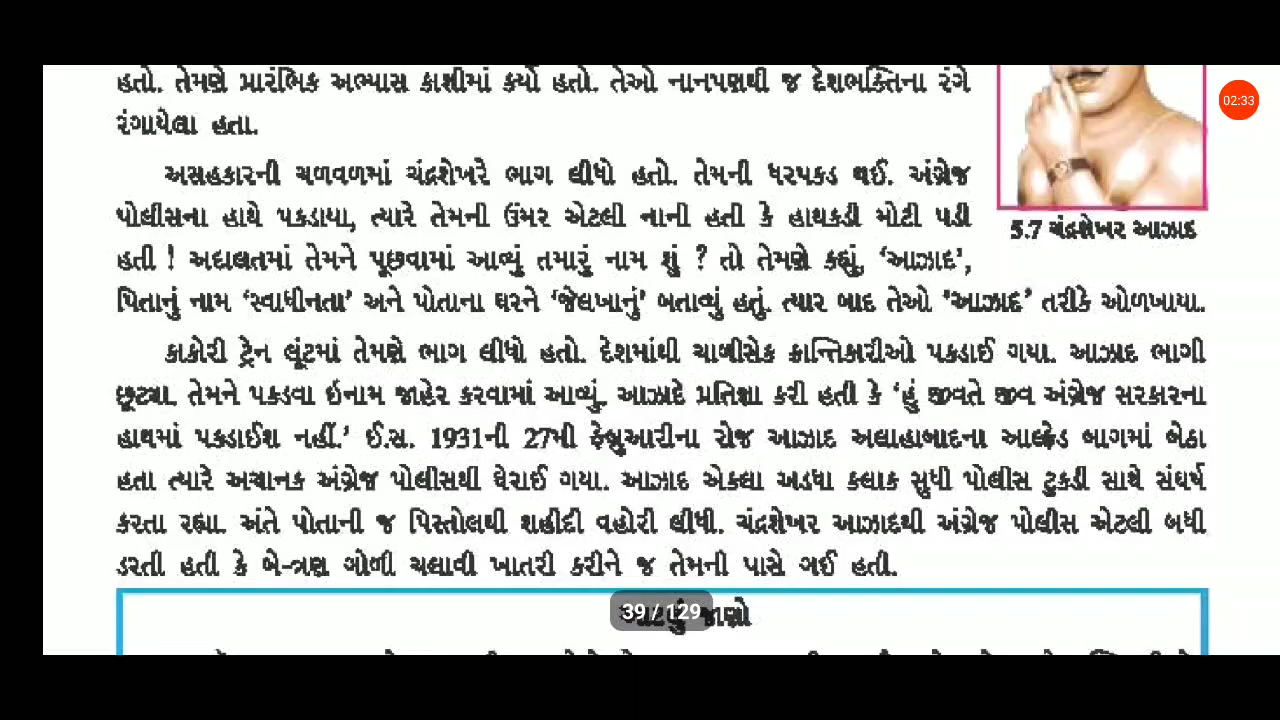 હતો. તેમણે પ્રારંભિક અભ્યાસ કાશીમાં કર્યો હતો. તેઓ નાનપણથી જ દેશભક્તિના રંગે
રંગાયેલા હતા.
02:33
અસહકારની ચળવળમાં ચંદ્રશેખરે ભાગ લીધો હતો. તેમની ધરપકડ થઈ. અંગ્રેજ
પોલીસના હાથે પકડાયા, ત્યારે તેમની ઉંમર એટલી નાની હતી કે હાથકડી મોટી પડી
હતી ! અદાલતમાં તેમને પૂછવામાં આવ્યું તમારું નામ શું ? તો તેમણે કહ્યું, ‘આઝાદ’,
પિતાનું નામ ‘સ્વાધીનતા’ અને પોતાના ઘરને ‘જેલખાનું’ બતાવ્યું હતું. ત્યાર બાદ તેઓ ‘આઝાદ’ તરીકે ઓળખાયા.
5.7 ચંદ્રશેખર આઝાદ
કાકોરી ટ્રેન લૂંટમાં તેમણે ભાગ લીધો હતો. દેશમાંથી ચાળીસેક ક્રાન્તિકારીઓ પકડાઈ ગયા. આઝાદ ભાગી
છૂટ્યા. તેમને પકડવા ઇનામ જાહેર કરવામાં આવ્યું. આઝાદે પ્રતિજ્ઞા કરી હતી કે ‘હું જીવતે જીવ અંગ્રેજ સરકારના
હાથમાં પકડાઈશ નહીં.’ ઈ.સ. 1931ની 27મી ફેબ્રુઆરીના રોજ આઝાદ અલાહાબાદના આલ્ફ્રેડ બાગમાં બેઠા
હતા ત્યારે અચાનક અંગ્રેજ પોલીસથી ઘેરાઈ ગયા. આઝાદ એકલા અડધા કલાક સુધી પોલીસ ટુકડી સાથે સંઘર્ષ
કરતા રહ્યા. અંતે પોતાની જ પિસ્તોલથી શહીદી વહોરી લીધી. ચંદ્રશેખર આઝાદથી અંગ્રેજ પોલીસ એટલી બધી
ડરતી હતી કે બે-ત્રણ ગોળી ચલાવી ખાતરી કરીને જ તેમની પાસે ગઈ હતી.
39 / 129
જાણો